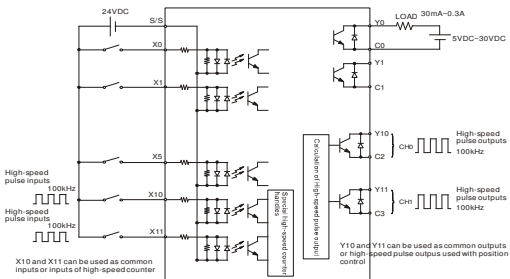 24VDC
S/S
X0
X1
X5
X10
X11
High-speed
pulse inputs
100kHz
High-speed
pulse inputs
100kHz
X10 and X11 can be used as common
inputs or inputs of high-speed counter
Special high-speed counter
handles
Calculation of High-speed pulse output
Y0
LOAD
30mA~0.3A
5VDC~30VDC
C0
Y1
C1
Y10
C2
CH0
High-speed
pulse outputs
100kHz
Y11
C3
CH1
High-speed
pulse outputs
100kHz
Y10 and Y11 can be used as common outputs
or high-speed pulse outpus used with position
control